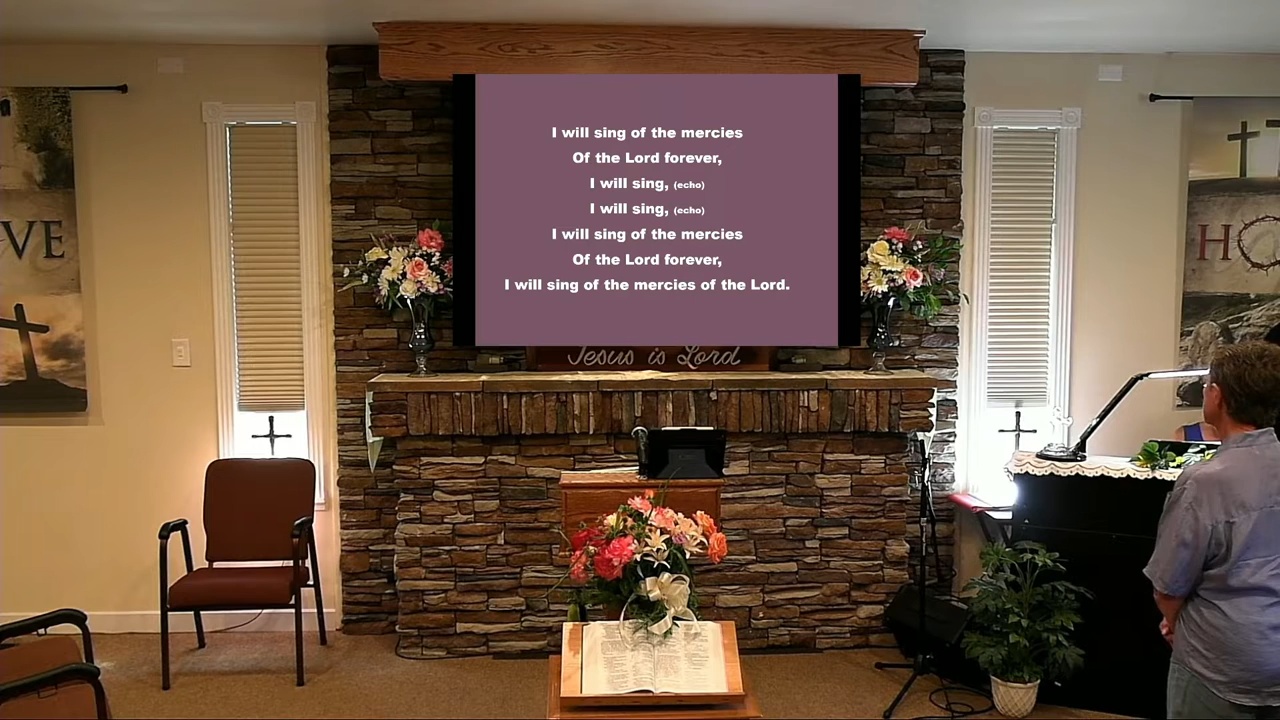 I will sing of the mercies
Of the Lord forever,
I will sing, (echo)
I will sing, (echo)
I will sing of the mercies
Of the Lord forever,
I will sing of the mercies of the Lord.
Jesus is Lord
VE
HO